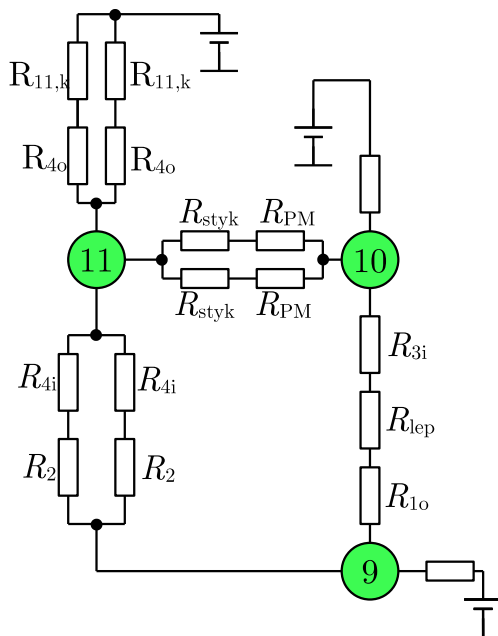 R11,k R11,k
R4o R4o
Rstyk RPM
11 10
Rstyk RPM
R3i
R4i R4i
Rlep
R2 R2
R1o
9